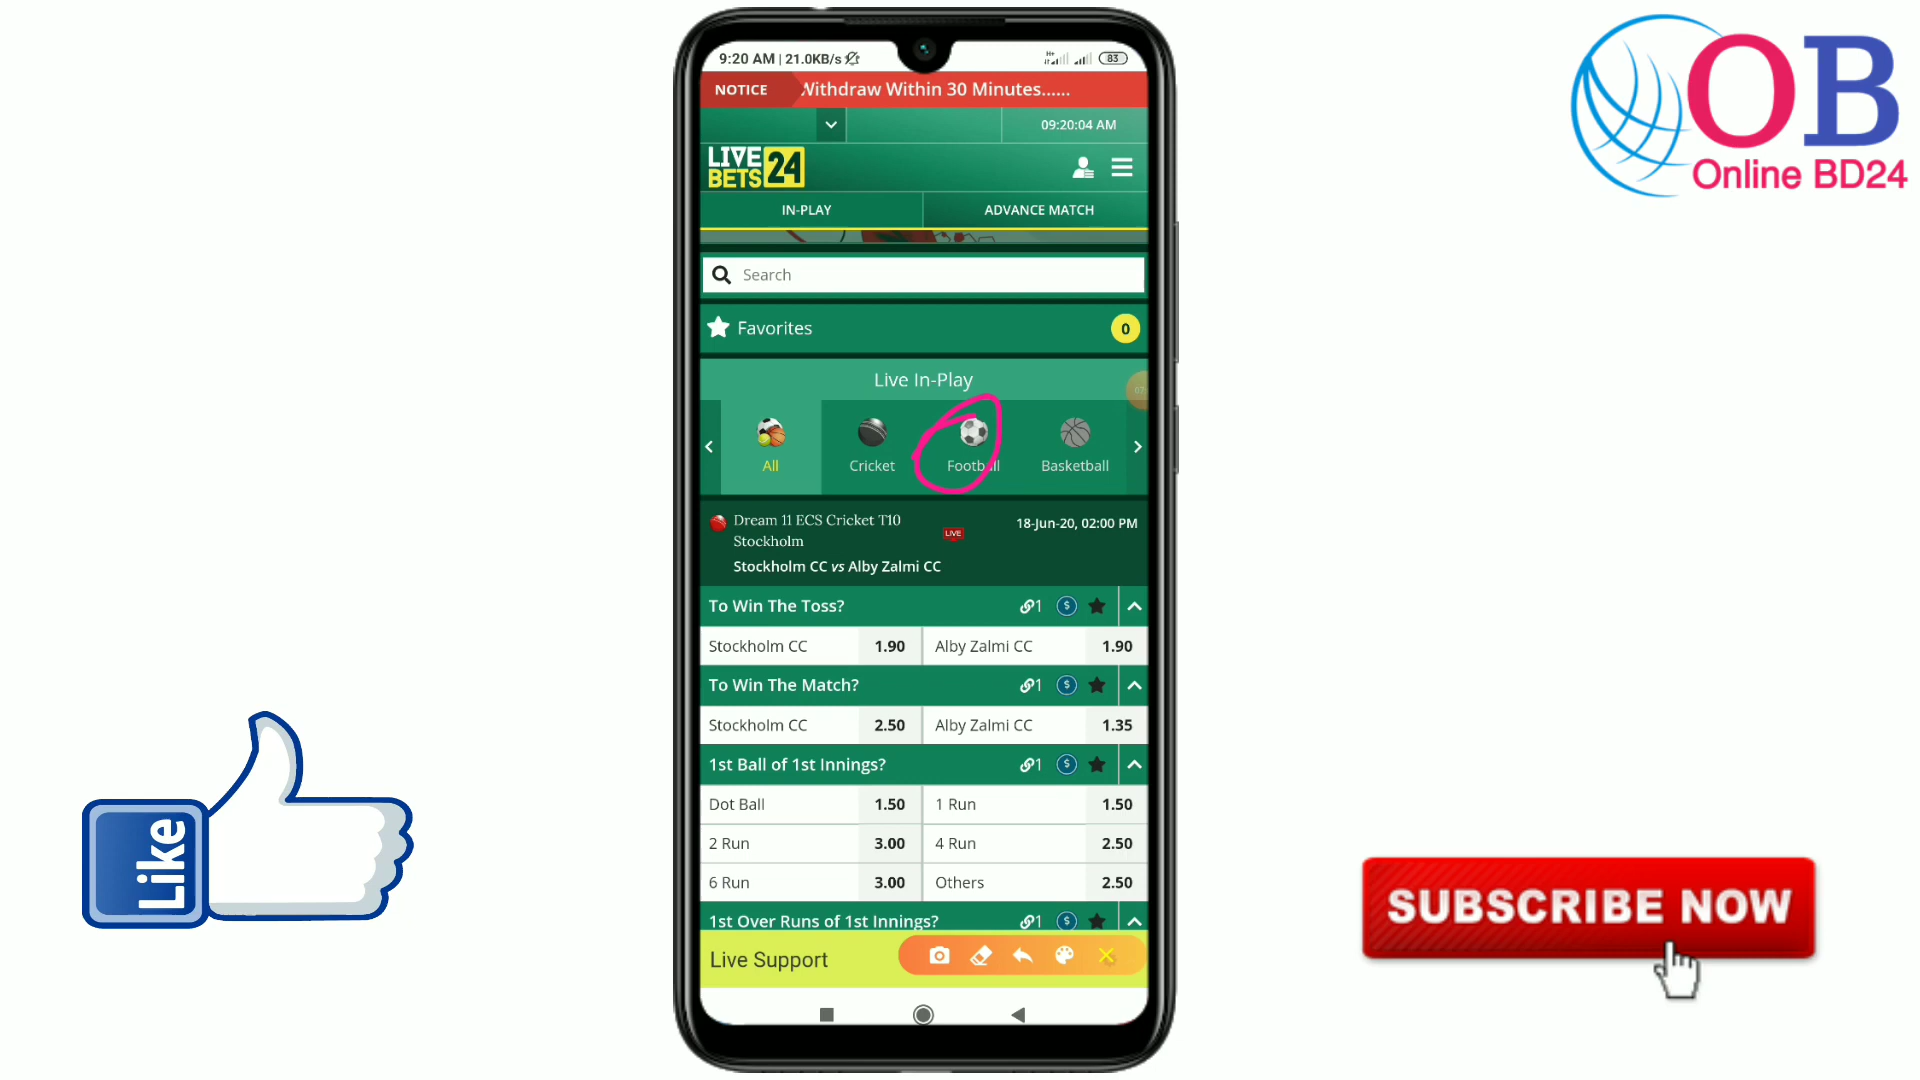 9:20 AM | 21.0KB/s
83
NOTICE
Withdraw Within 30 Minutes......
09:20:04 AM
LIVE
BETS 24
IN-PLAY
ADVANCE MATCH
Search
Favorites
0
Live In-Play
All
Cricket
Football
Basketball
Dream 11 ECS Cricket T10
Stockholm
LIVE
18-Jun-20, 02:00 PM
Stockholm CC vs Alby Zalmi CC
To Win The Toss?
1
Stockholm CC 1.90
Alby Zalmi CC 1.90
To Win The Match?
1
Stockholm CC 2.50
Alby Zalmi CC 1.35
1st Ball of 1st Innings?
1
Dot Ball 1.50
1 Run 1.50
2 Run 3.00
4 Run 2.50
6 Run 3.00
Others 2.50
1st Over Runs of 1st Innings?
1
Live Support
OB
Online BD24
Like
SUBSCRIBE NOW